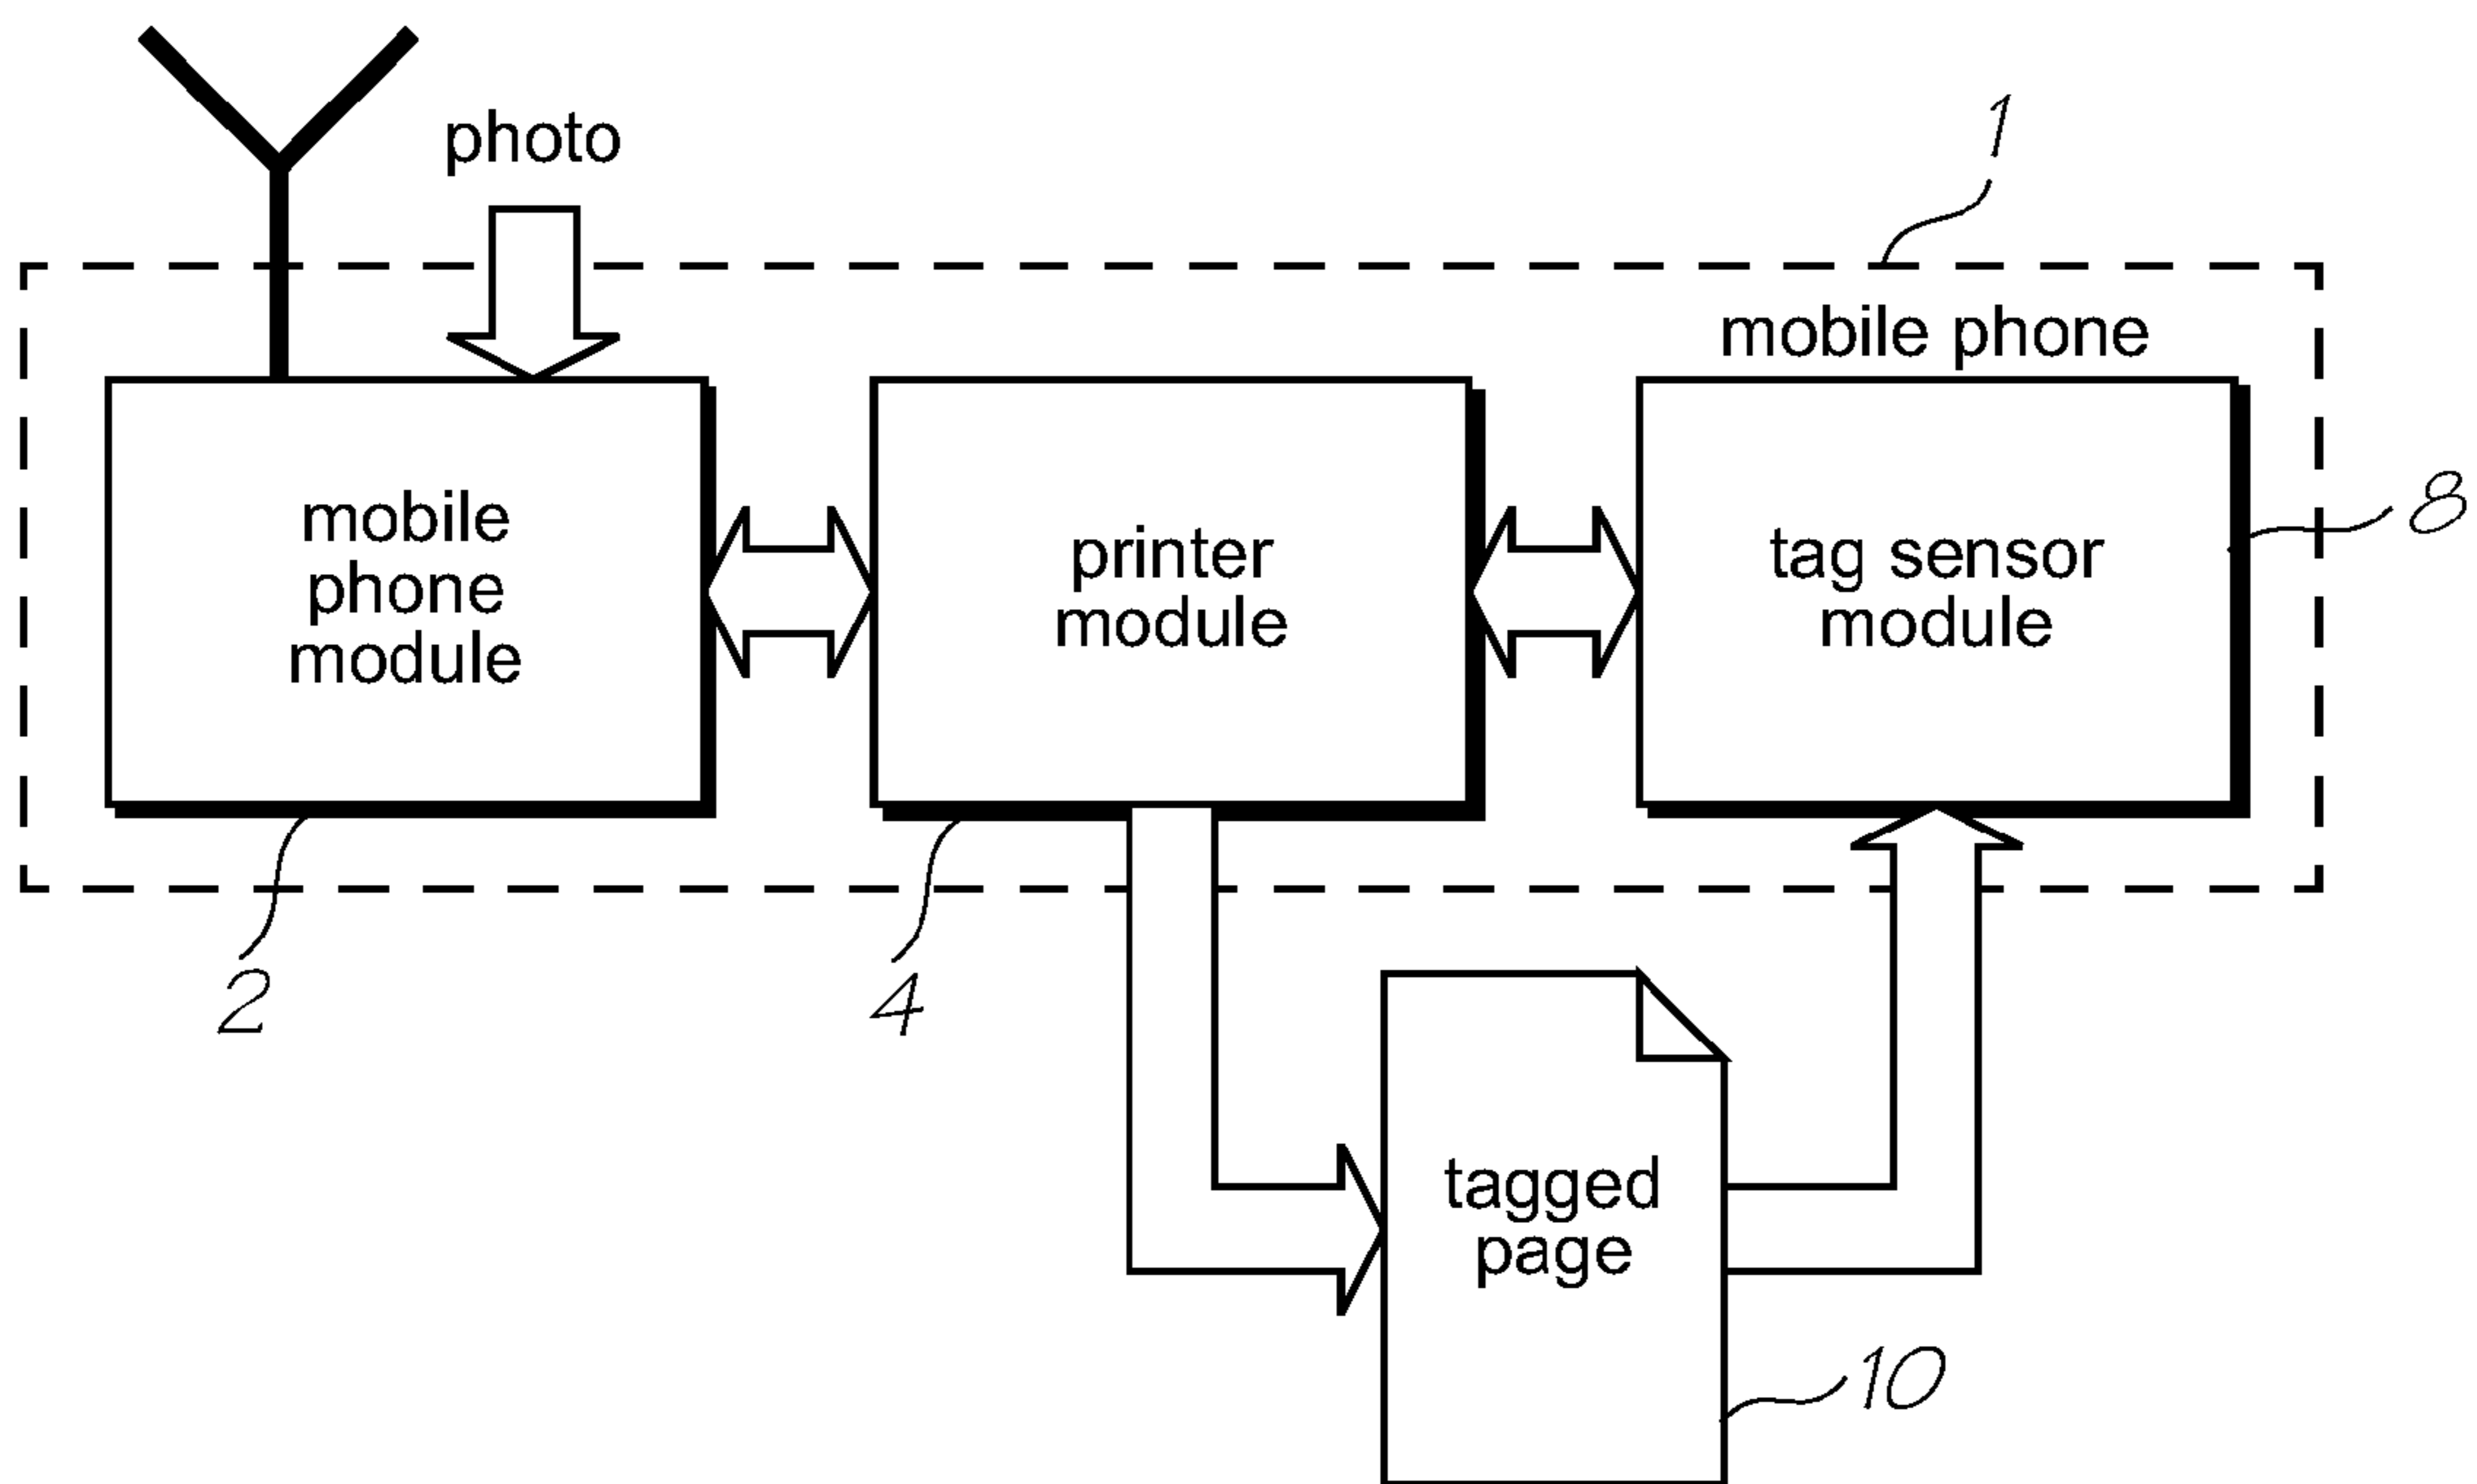 photo
1
mobile phone
mobile
phone
module
printer
module
tag sensor
module
8
2
4
tagged
page
10